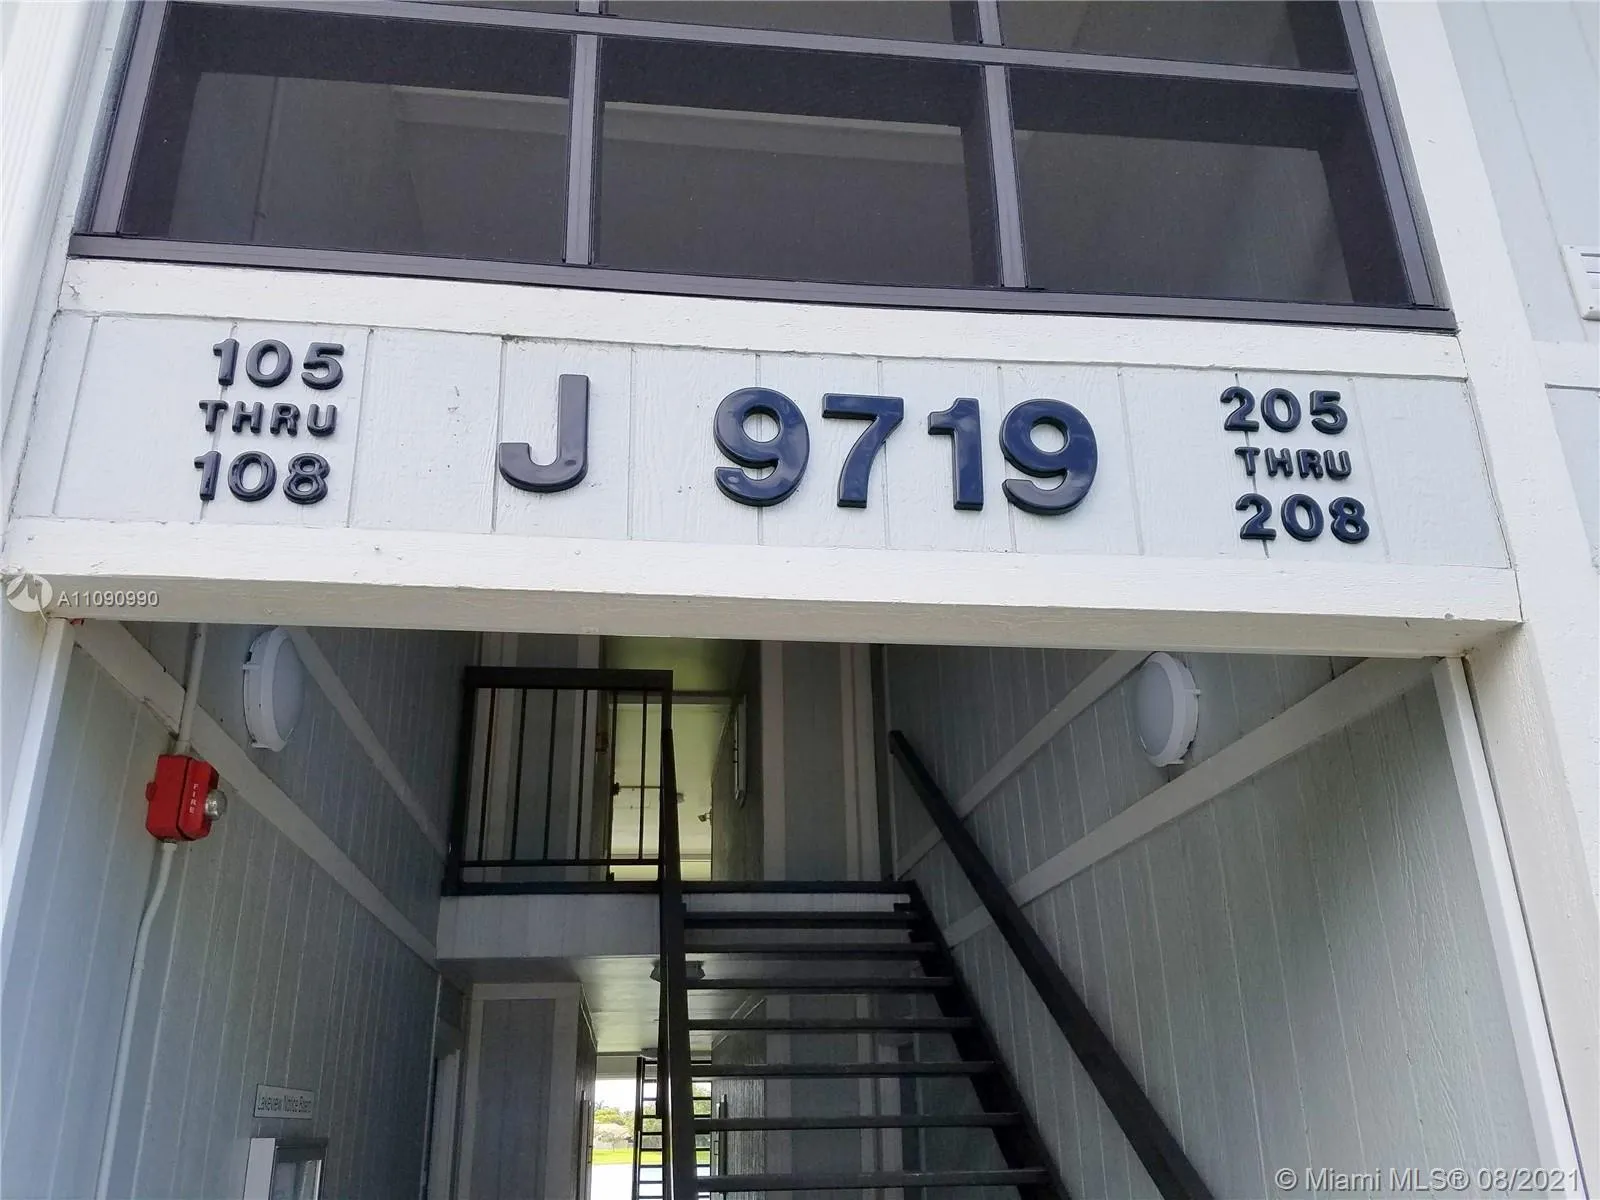 105
THRU
108
J 9719
205
THRU
208
A11090990
FIRE
Lakeview Notice Board
© Miami MLS® 08/2021